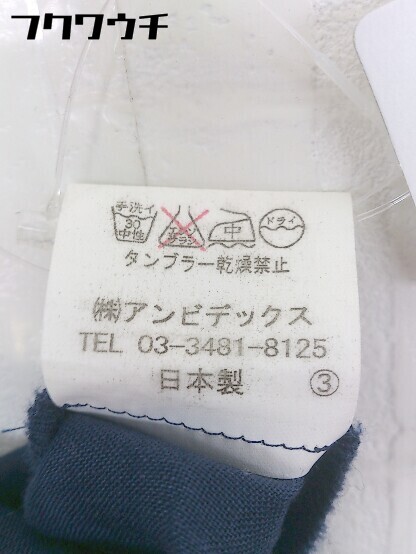 フクワウチ
手洗イ
30
中性
エンソ
サラシ
中
ドライ
タンブラー乾燥禁止
㈱アンビデックス
TEL 03-3481-8125
日本製 ③